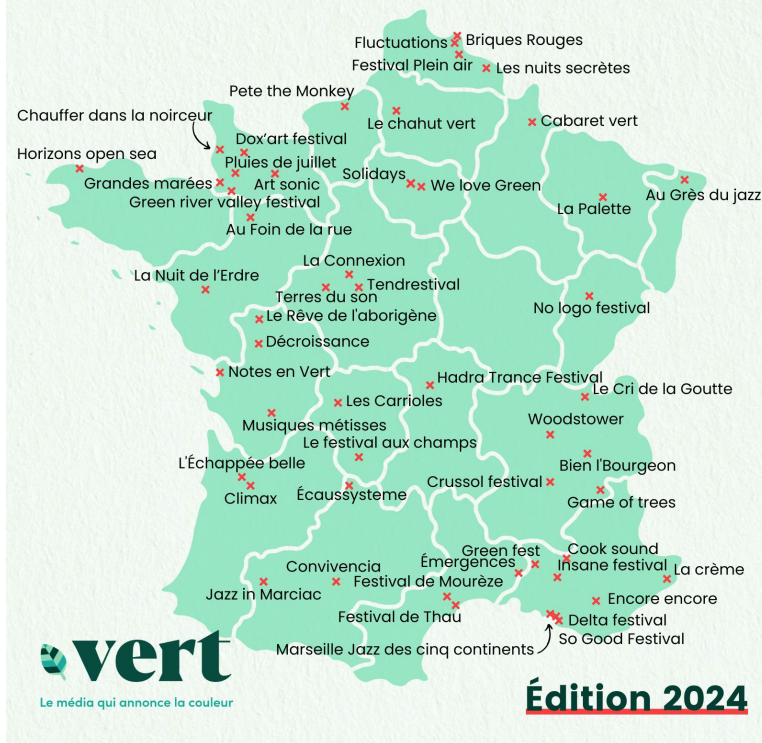 Briques Rouges
Fluctuations
Festival Plein air
Les nuits secrètes
Pete the Monkey
Chauffer dans la noirceur
Le chahut vert
Cabaret vert
Dox'art festival
Horizons open sea
Pluies de juillet
Solidays
Grandes marées
Art sonic
We love Green
Au Grès du jazz
Green river valley festival
La Palette
Au Foin de la rue
La Connexion
La Nuit de l'Erdre
Tendrestival
Terres du son
No logo festival
Le Rêve de l'aborigène
Décroissance
Notes en Vert
Hadra Trance Festival
Le Cri de la Goutte
Les Carrioles
Musiques métisses
Woodstower
Le festival aux champs
L'Échappée belle
Bien l'Bourgeon
Crussol festival
Climax
Écaussysteme
Game of trees
Green fest
Cook sound
Émergences
Insane festival
La crème
Convivencia
Festival de Mourèze
Jazz in Marciac
Encore encore
Festival de Thau
Delta festival
So Good Festival
Marseille Jazz des cinq continents
vert
Le média qui annonce la couleur
Édition 2024